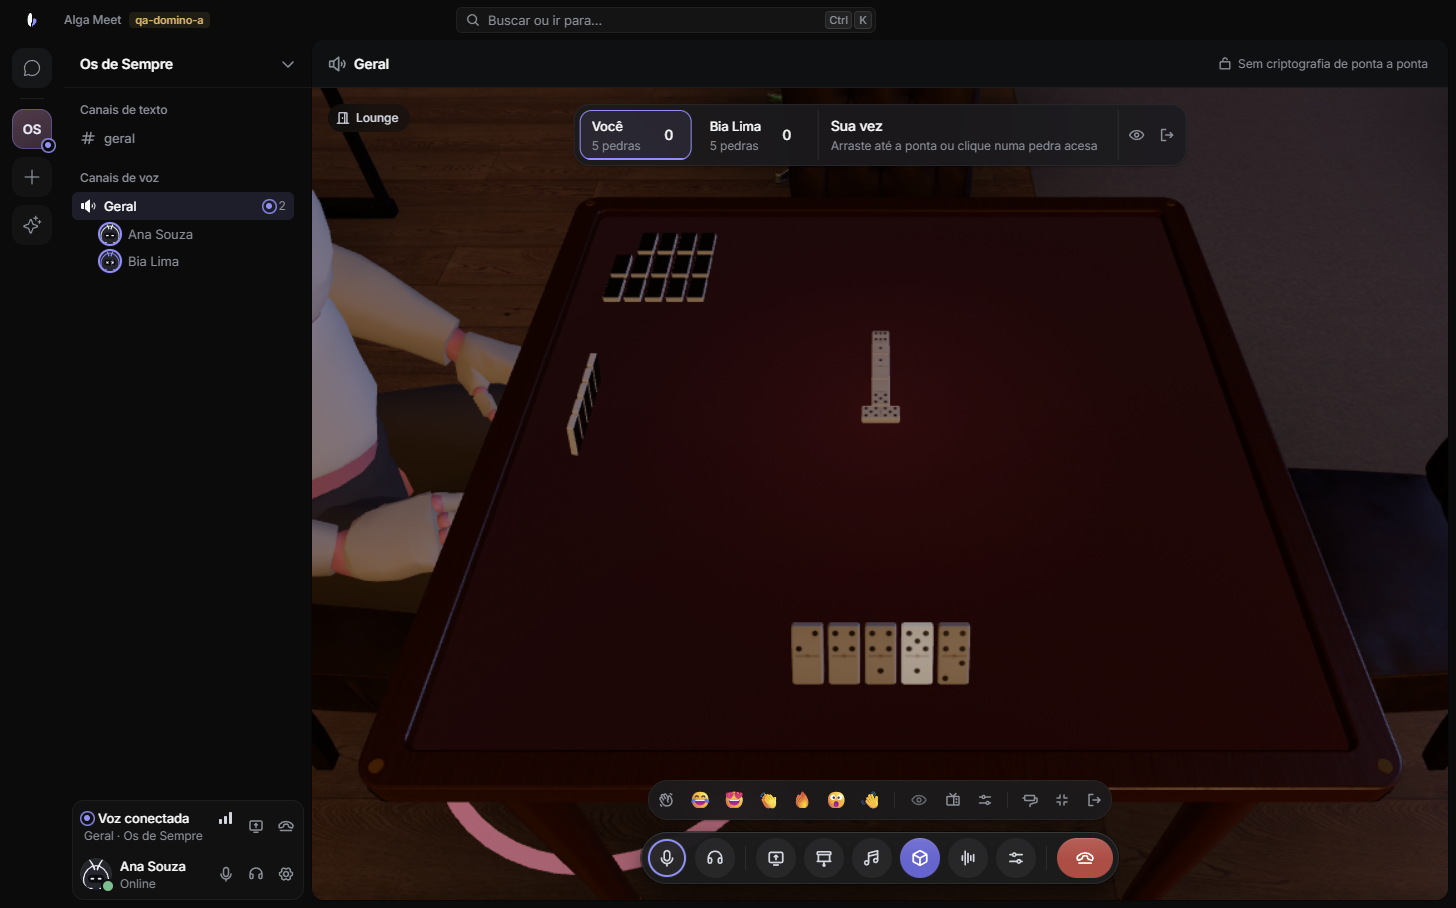 Alga Meet
qa-domino-a
Buscar ou ir para...
Ctrl K
Os de Sempre
Geral
Sem criptografia de ponta a ponta
Canais de texto
OS
geral
Canais de voz
Geral
2
Ana Souza
Bia Lima
Lounge
Você
5 pedras
0
Bia Lima
5 pedras
0
Sua vez
Arraste até a ponta ou clique numa pedra acesa
Voz conectada
Geral · Os de Sempre
Ana Souza
Online